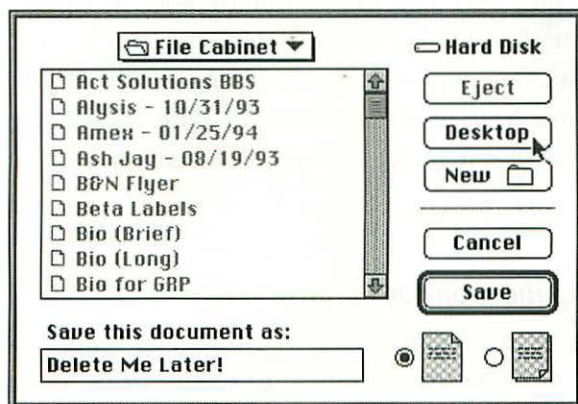 File Cabinet
Hard Disk
Act Solutions BBS
Alysis - 10/31/93
Amex - 01/25/94
Ash Jay - 08/19/93
B&N Flyer
Beta Labels
Bio (Brief)
Bio (Long)
Bio for GRP
Eject
Desktop
New
Cancel
Save
Save this document as:
Delete Me Later!